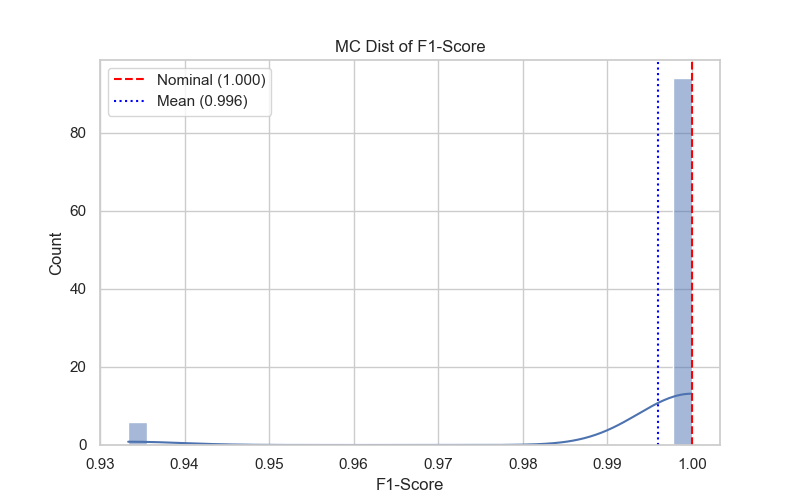 MC Dist of F1-Score
Nominal (1.000)
Mean (0.996)
80
60
40
20
0
Count
0.93 0.94 0.95 0.96 0.97 0.98 0.99 1.00
F1-Score